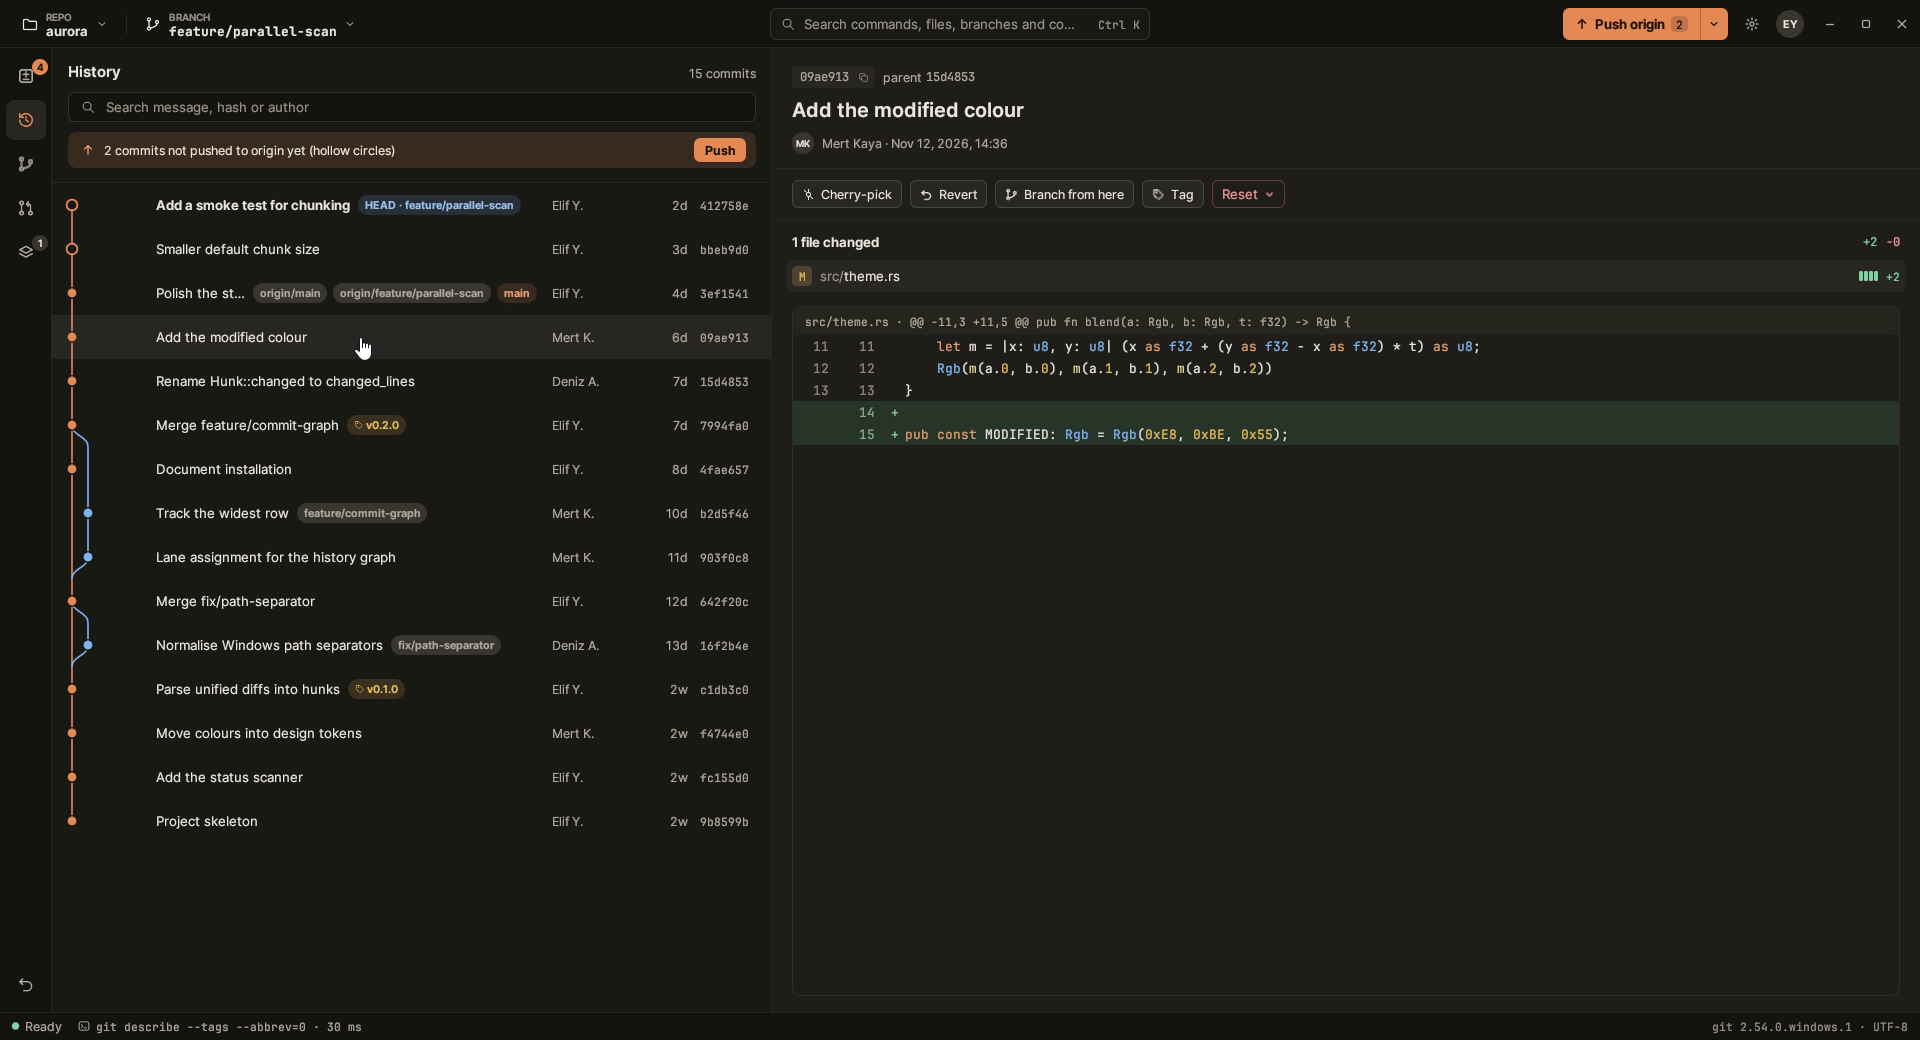 REPO
aurora
BRANCH
feature/parallel-scan
Search commands, files, branches and co... Ctrl K
Push origin 2
EY
4
1
History
15 commits
Search message, hash or author
2 commits not pushed to origin yet (hollow circles)
Push
Add a smoke test for chunking HEAD · feature/parallel-scan Elif Y. 2d 412758e
Smaller default chunk size Elif Y. 3d bbeb9d0
Polish the st... origin/main origin/feature/parallel-scan main Elif Y. 4d 3ef1541
Add the modified colour Mert K. 6d 09ae913
Rename Hunk::changed to changed_lines Deniz A. 7d 15d4853
Merge feature/commit-graph v0.2.0 Elif Y. 7d 7994fa0
Document installation Elif Y. 8d 4fae657
Track the widest row feature/commit-graph Mert K. 10d b2d5f46
Lane assignment for the history graph Mert K. 11d 903f0c8
Merge fix/path-separator Elif Y. 12d 642f20c
Normalise Windows path separators fix/path-separator Deniz A. 13d 16f2b4e
Parse unified diffs into hunks v0.1.0 Elif Y. 2w c1db3c0
Move colours into design tokens Mert K. 2w f4744e0
Add the status scanner Elif Y. 2w fc155d0
Project skeleton Elif Y. 2w 9b8599b
09ae913 parent 15d4853
Add the modified colour
MK Mert Kaya · Nov 12, 2026, 14:36
Cherry-pick Revert Branch from here Tag Reset
1 file changed +2 -0
M src/theme.rs +2
src/theme.rs · @@ -11,3 +11,5 @@ pub fn blend(a: Rgb, b: Rgb, t: f32) -> Rgb {
11 11 let m = |x: u8, y: u8| (x as f32 + (y as f32 - x as f32) * t) as u8;
12 12 Rgb(m(a.0, b.0), m(a.1, b.1), m(a.2, b.2))
13 13 }
14 +
15 + pub const MODIFIED: Rgb = Rgb(0xE8, 0xBE, 0x55);
Ready git describe --tags --abbrev=0 · 30 ms
git 2.54.0.windows.1 · UTF-8